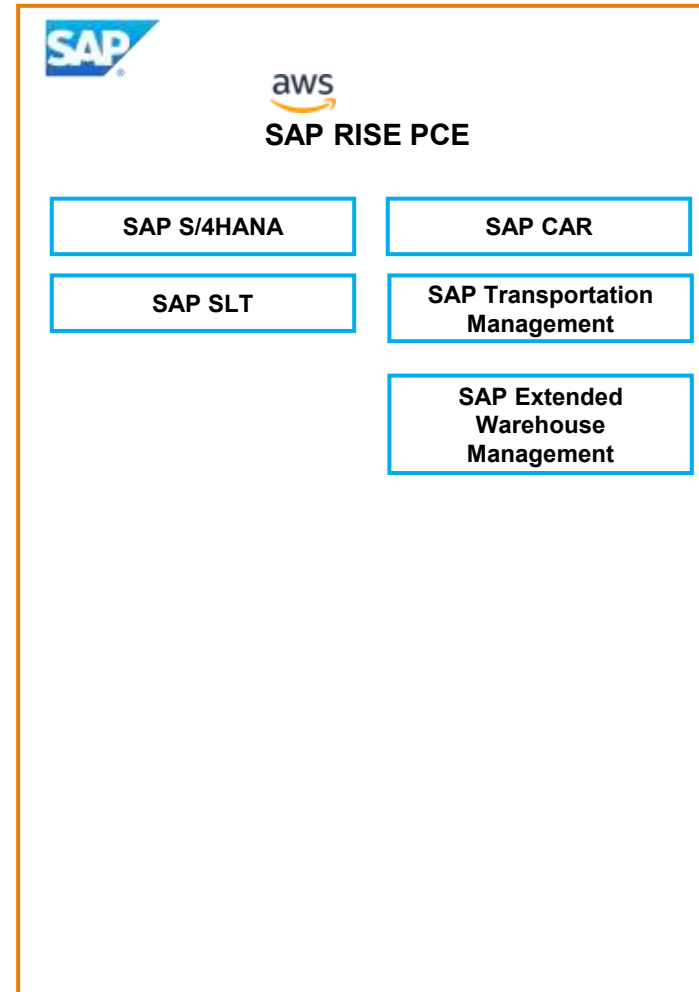 SAP
aws
SAP RISE PCE
SAP S/4HANA
SAP CAR
SAP SLT
SAP Transportation
Management
SAP Extended
Warehouse
Management